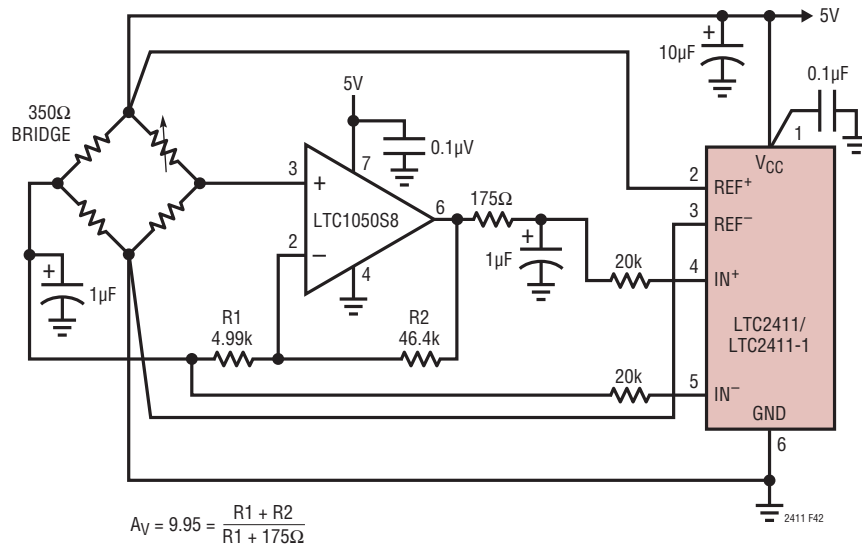 5V
10µF
0.1µF
1
350Ω
BRIDGE
5V
0.1µV
7
3
+
LTC1050S8
6
2
−
4
175Ω
+
1µF
+
1µF
+
R1
4.99k
R2
46.4k
20k
20k
VCC
2
REF+
3
REF−
4
IN+
LTC2411/
LTC2411-1
5
IN−
GND
6
2411 F42
AV = 9.95 = R1 + R2
R1 + 175Ω